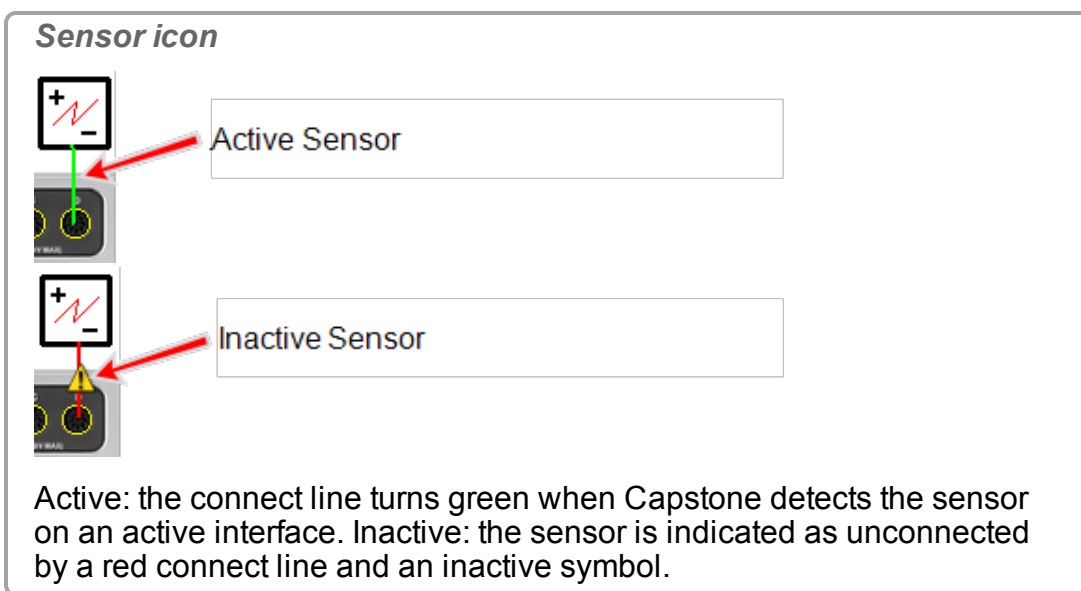 Sensor icon
Active Sensor
Inactive Sensor
Active: the connect line turns green when Capstone detects the sensor
on an active interface. Inactive: the sensor is indicated as unconnected
by a red connect line and an inactive symbol.